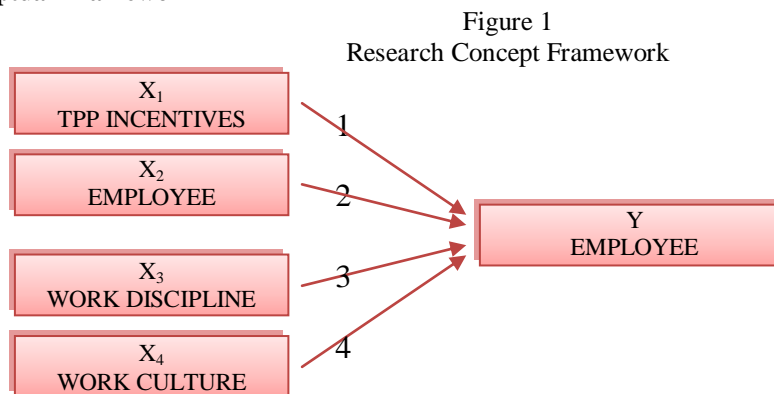 Figure 1
Research Concept Framework
X₁
TPP INCENTIVES
1
X₂
EMPLOYEE
2
Y
EMPLOYEE
X₃
WORK DISCIPLINE
3
X₄
WORK CULTURE
4